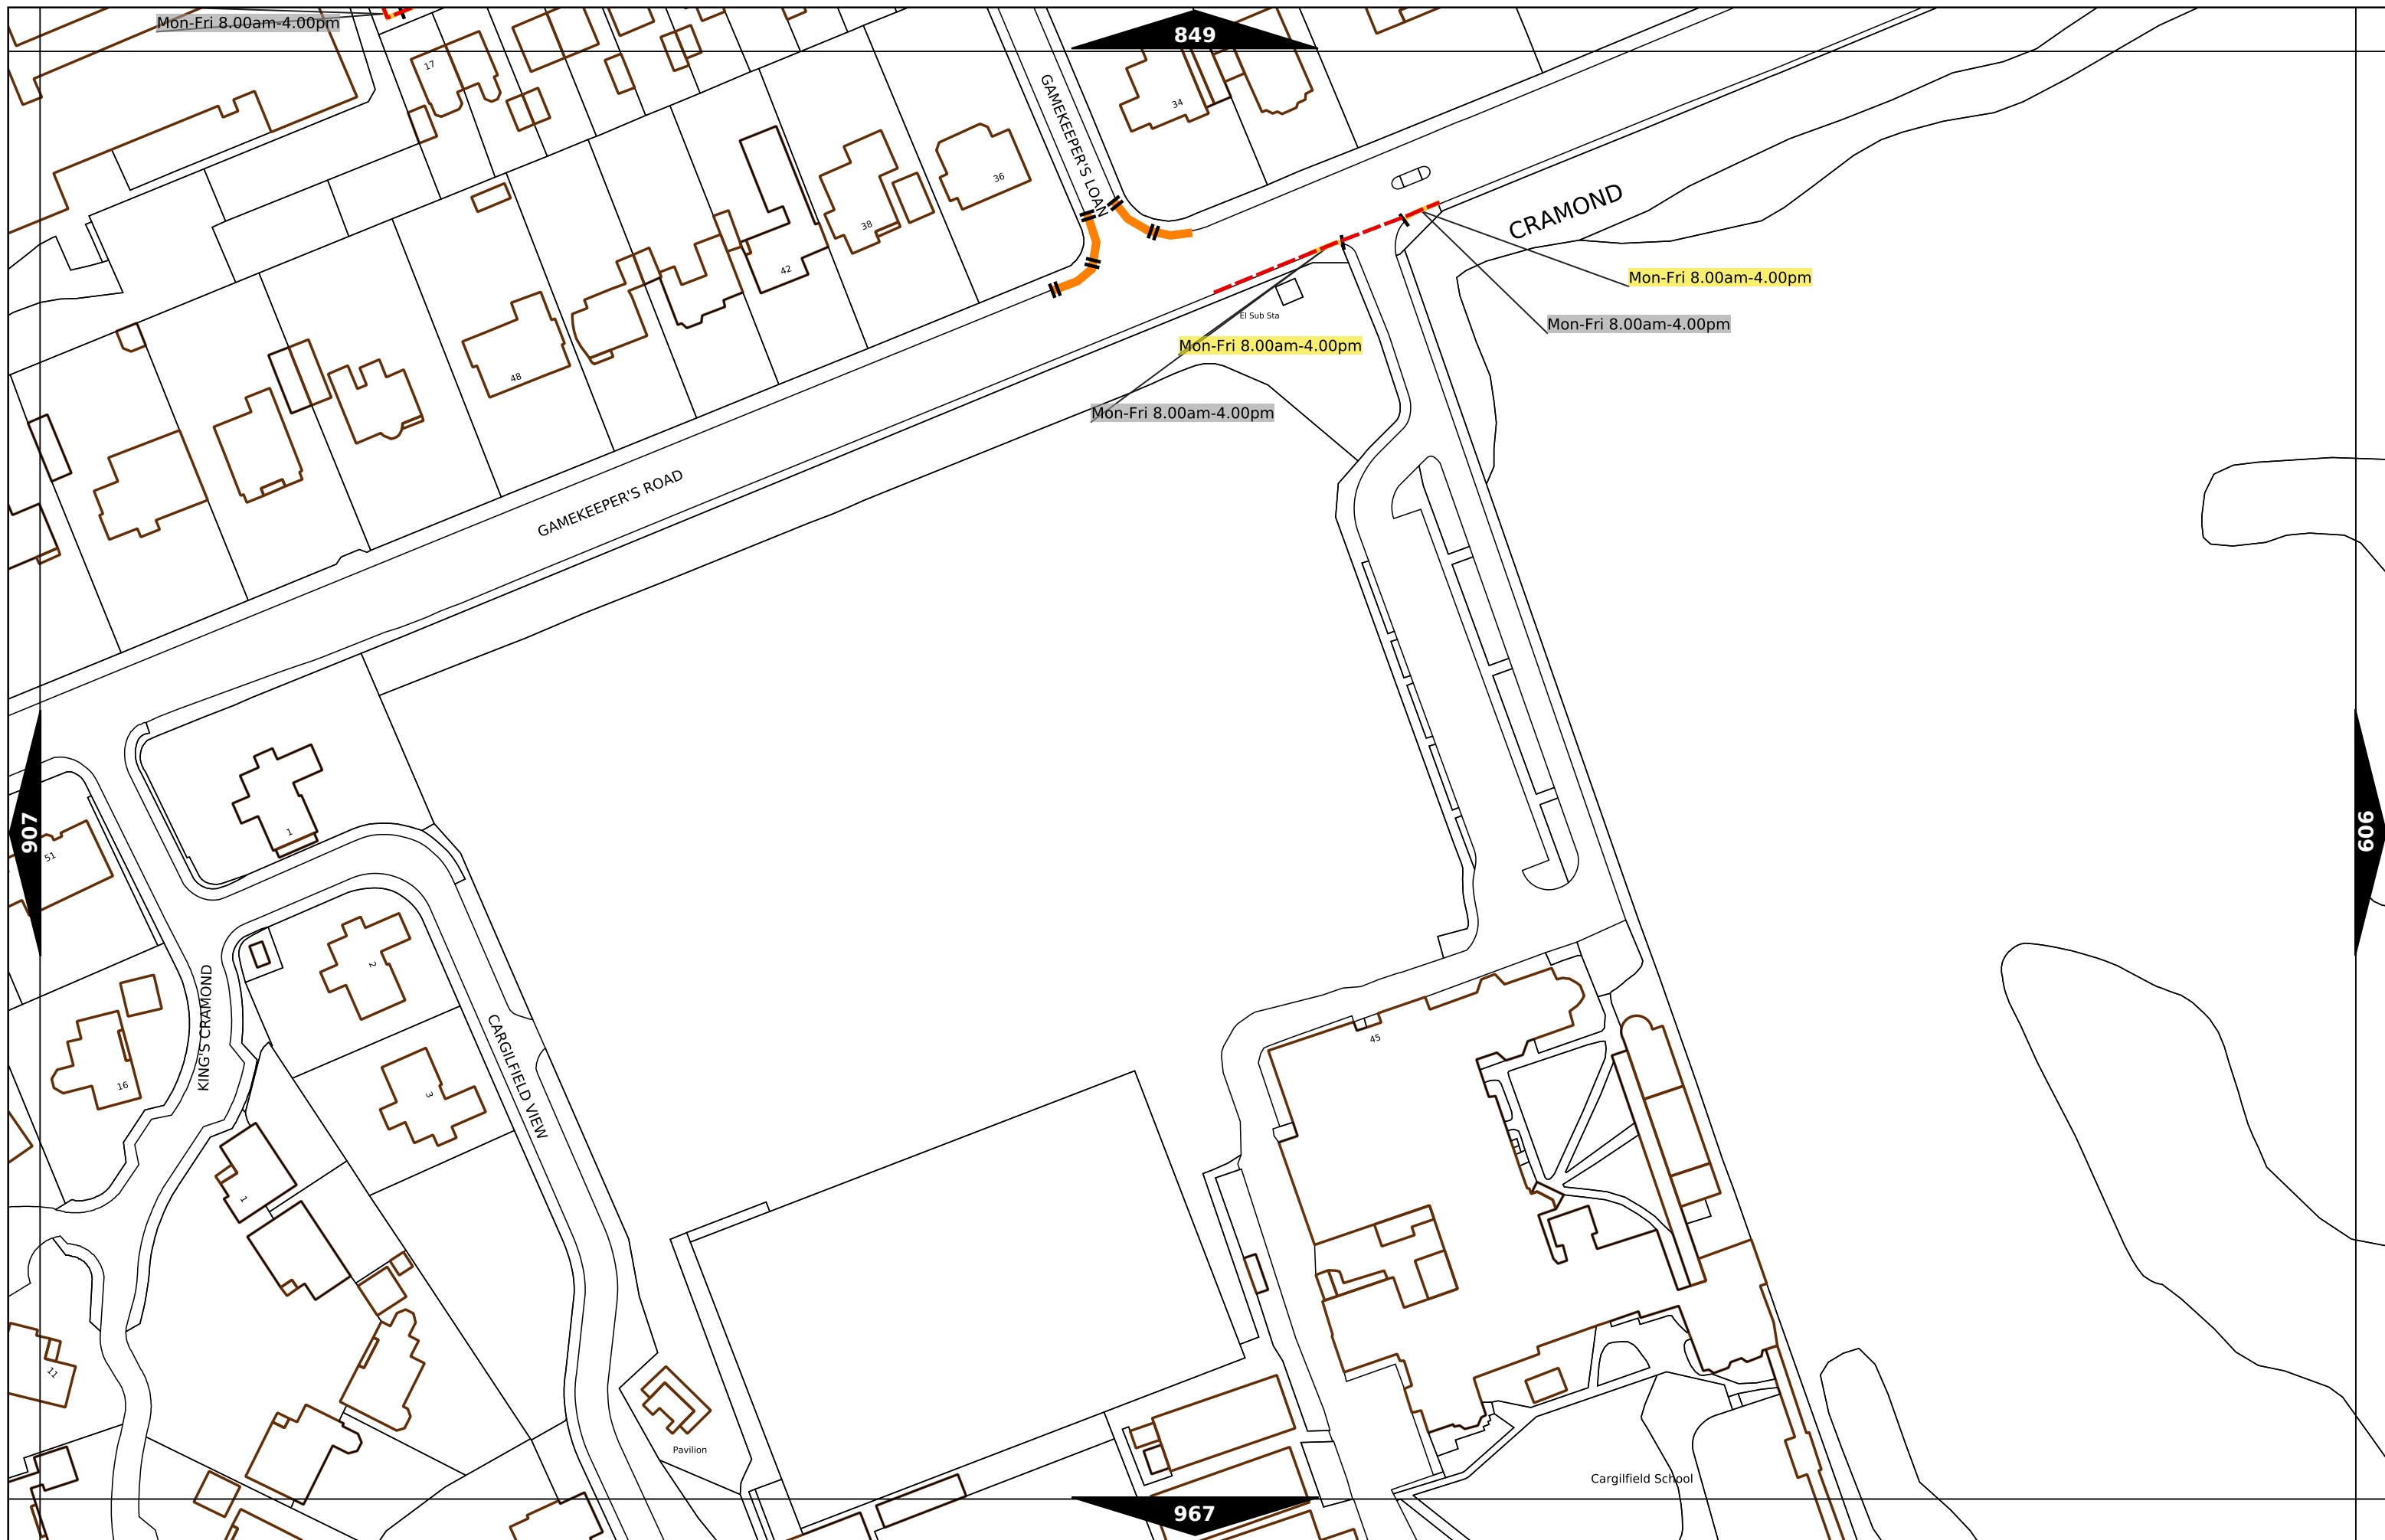 Mon-Fri 8.00am-4.00pm
849
17
34
GAMEKEEPER'S LOAN
36
38
42
CRAMOND
Mon-Fri 8.00am-4.00pm
El Sub Sta
Mon-Fri 8.00am-4.00pm
Mon-Fri 8.00am-4.00pm
48
Mon-Fri 8.00am-4.00pm
GAMEKEEPER'S ROAD
907
51
1
606
2
KING'S CRAMOND
CARGILFIELD VIEW
45
16
3
1
11
Pavilion
Cargilfield School
967